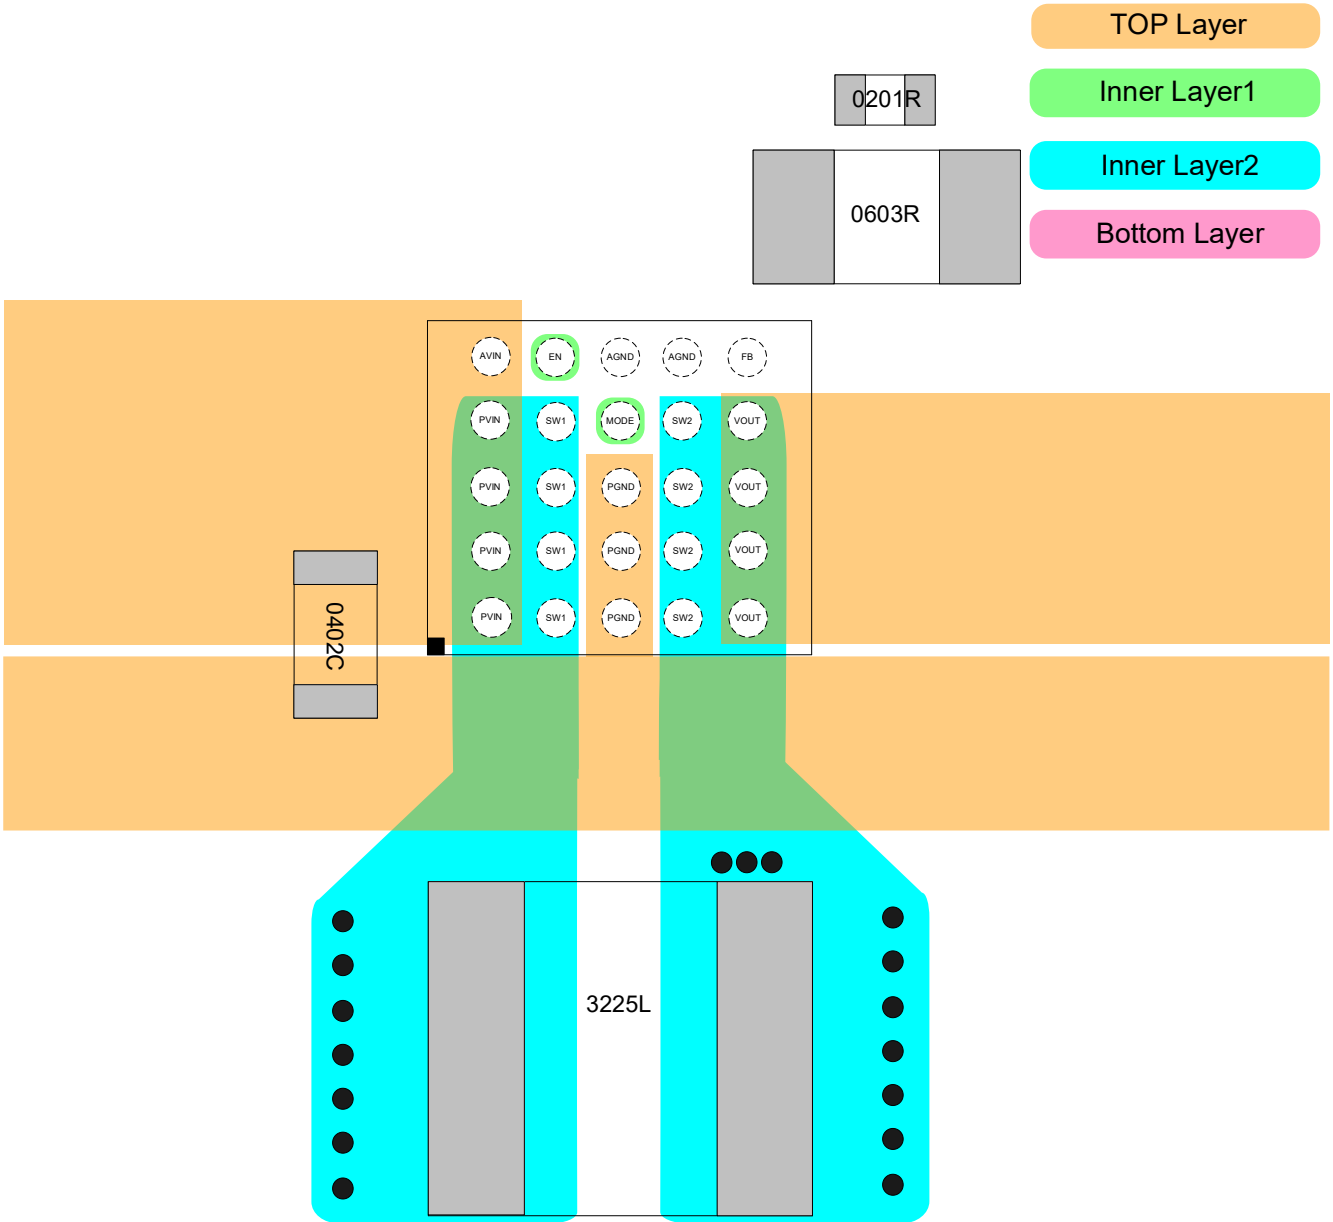 TOP Layer
Inner Layer1
0201R
Inner Layer2
0603R
Bottom Layer
AVIN EN AGND AGND FB
PVIN SW1 MODE SW2 VOUT
PVIN SW1 PGND SW2 VOUT
PVIN SW1 PGND SW2 VOUT
PVIN SW1 PGND SW2 VOUT
0402C
3225L